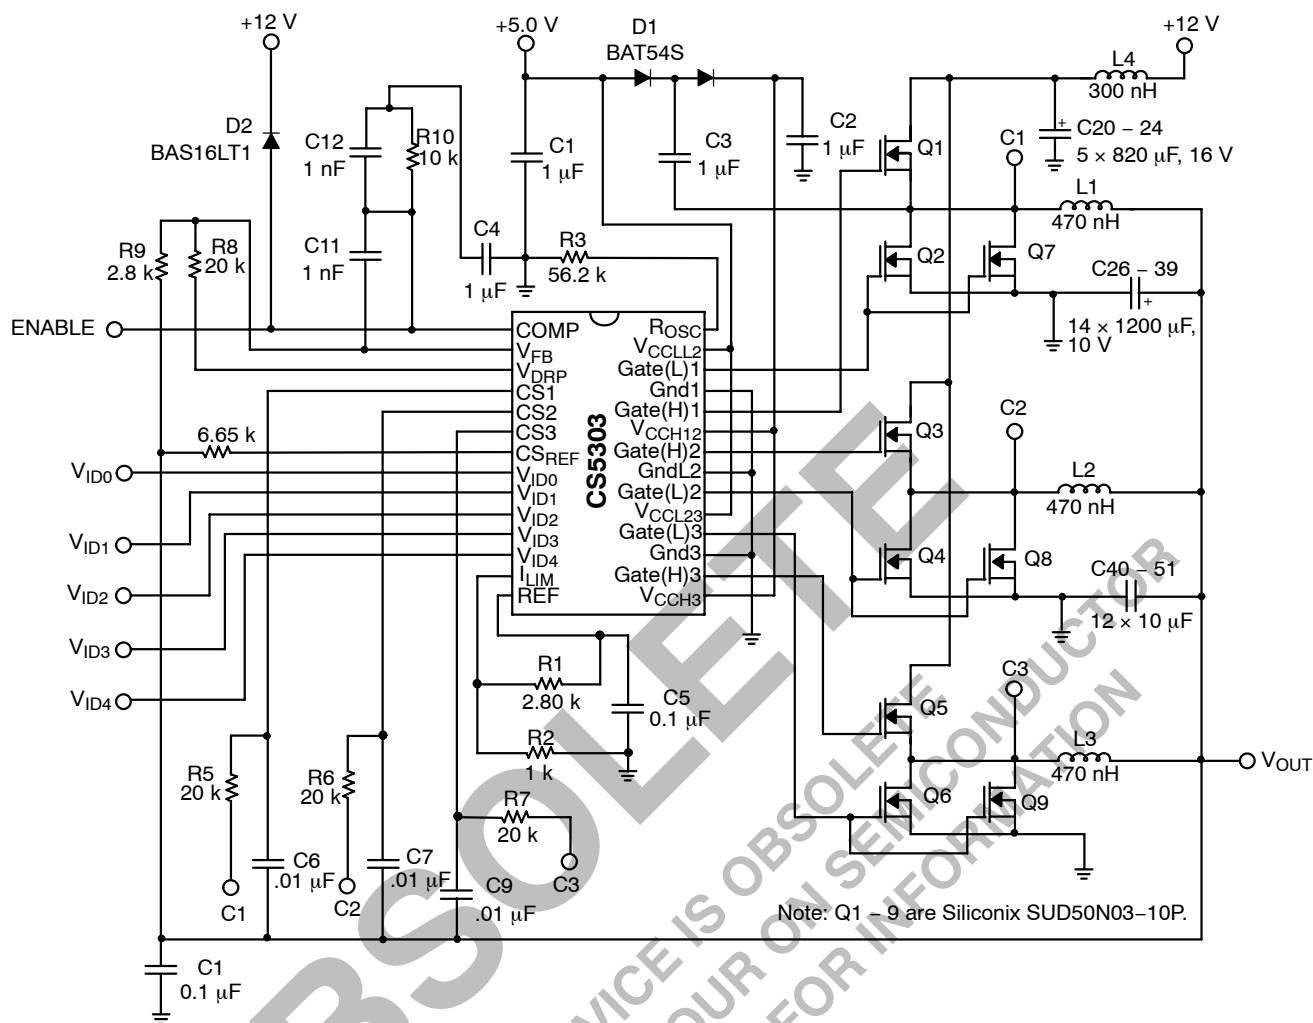 +12 V
+5.0 V
D1
BAT54S
+12 V
L4
300 nH
D2
BAS16LT1
C12
1 nF
R10
10 k
C1
1 μF
C3
1 μF
C2
1 μF
Q1
C1
C20 – 24
5 × 820 μF, 16 V
+
L1
470 nH
R9
2.8 k
R8
20 k
C11
1 nF
C4
1 μF
R3
56.2 k
Q2
Q7
C26 – 39
+
14 × 1200 μF,
10 V
ENABLE
COMP
VFB
VDRP
CS1
CS2
CS3
CSREF
VID0
VID1
VID2
VID3
VID4
ILIM
REF
CS5303
ROSC
VCCLL2
Gate(L)1
Gnd1
Gate(H)1
VCCH12
Gate(H)2
GndL2
Gate(L)2
VCCL23
Gate(L)3
Gnd3
Gate(H)3
VCCH3
6.65 k
VID0
VID1
VID2
VID3
VID4
Q3
C2
L2
470 nH
Q4
Q8
C40 – 51
12 × 10 μF
R1
2.80 k
C5
0.1 μF
R2
1 k
R5
20 k
R6
20 k
R7
20 k
C6
.01 μF
C7
.01 μF
C9
.01 μF
C1
C2
C3
Q5
C3
L3
470 nH
VOUT
Q6
Q9
Note: Q1 – 9 are Siliconix SUD50N03–10P.
C1
0.1 μF
OBSOLETE
VICE IS OBSOLETE
OUR ON SEMICONDUCTOR
FOR INFORMATION